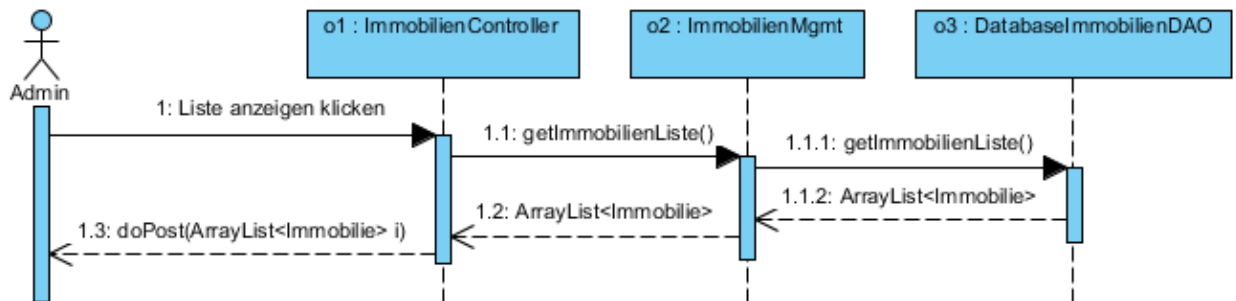 o1 : ImmobilienController
o2 : ImmobilienMgmt
o3 : DatabaseImmobilienDAO
Admin
1: Liste anzeigen klicken
1.1: getImmobilienListe()
1.1.1: getImmobilienListe()
1.1.2: ArrayList<Immobilie>
1.2: ArrayList<Immobilie>
1.3: doPost(ArrayList<Immobilie> i)